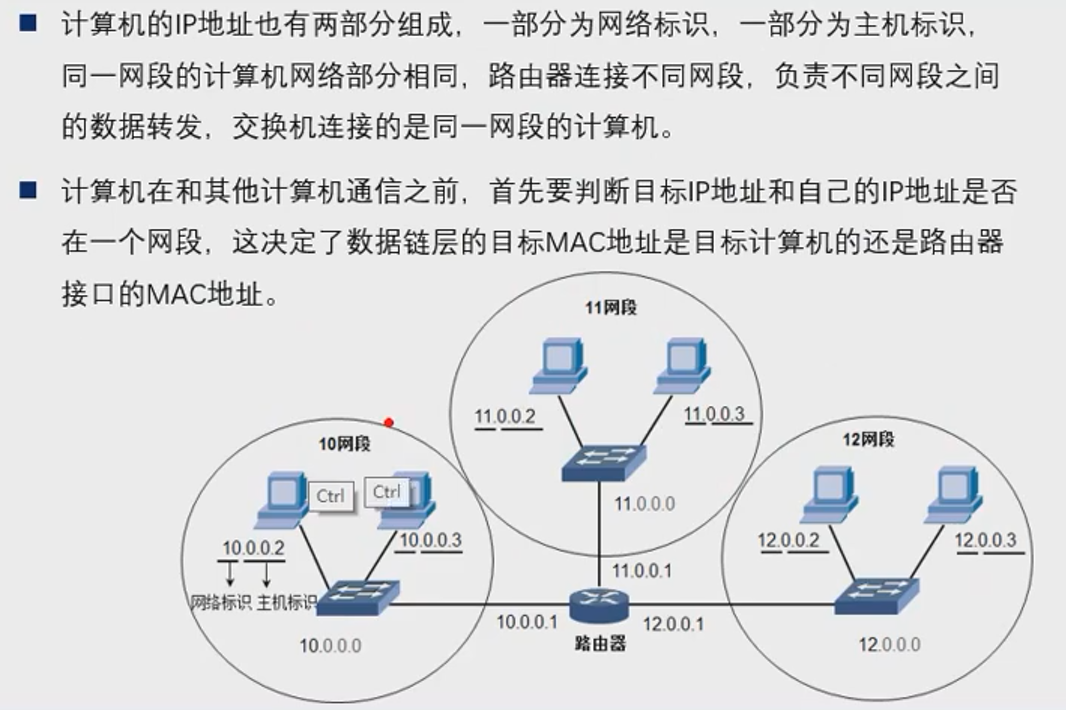 计算机的IP地址也有两部分组成，一部分为网络标识，一部分为主机标识，
同一网段的计算机网络部分相同，路由器连接不同网段，负责不同网段之间
的数据转发，交换机连接的是同一网段的计算机。
计算机在和其他计算机通信之前，首先要判断目标IP地址和自己的IP地址是否
在一个网段，这决定了数据链层的目标MAC地址是目标计算机的还是路由器
接口的MAC地址。
11网段
11.0.0.2
11.0.0.3
11.0.0.0
11.0.0.1
10网段
Ctrl
Ctrl
10.0.0.2
10.0.0.3
网络标识 主机标识
10.0.0.0
10.0.0.1
路由器
12.0.0.1
12网段
12.0.0.2
12.0.0.3
12.0.0.0